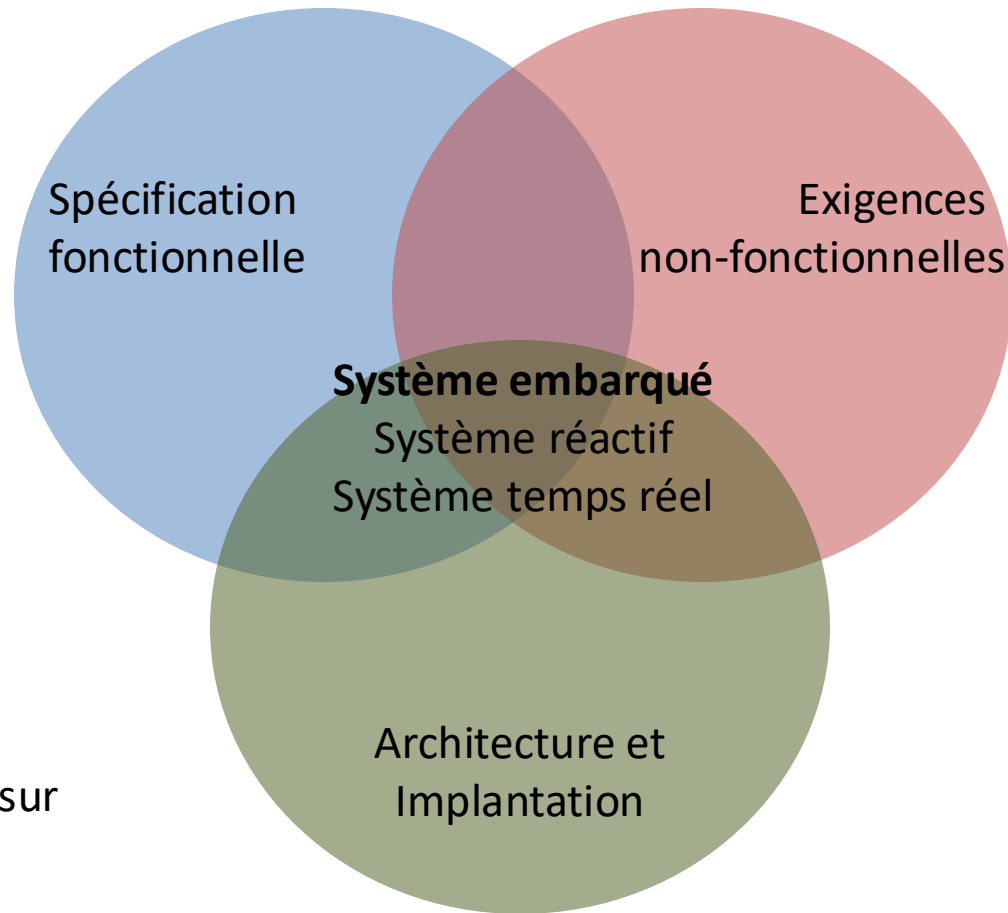 Spécification
fonctionnelle
Exigences
non-fonctionnelles
Système embarqué
Système réactif
Système temps réel
Architecture et
Implantation
sur